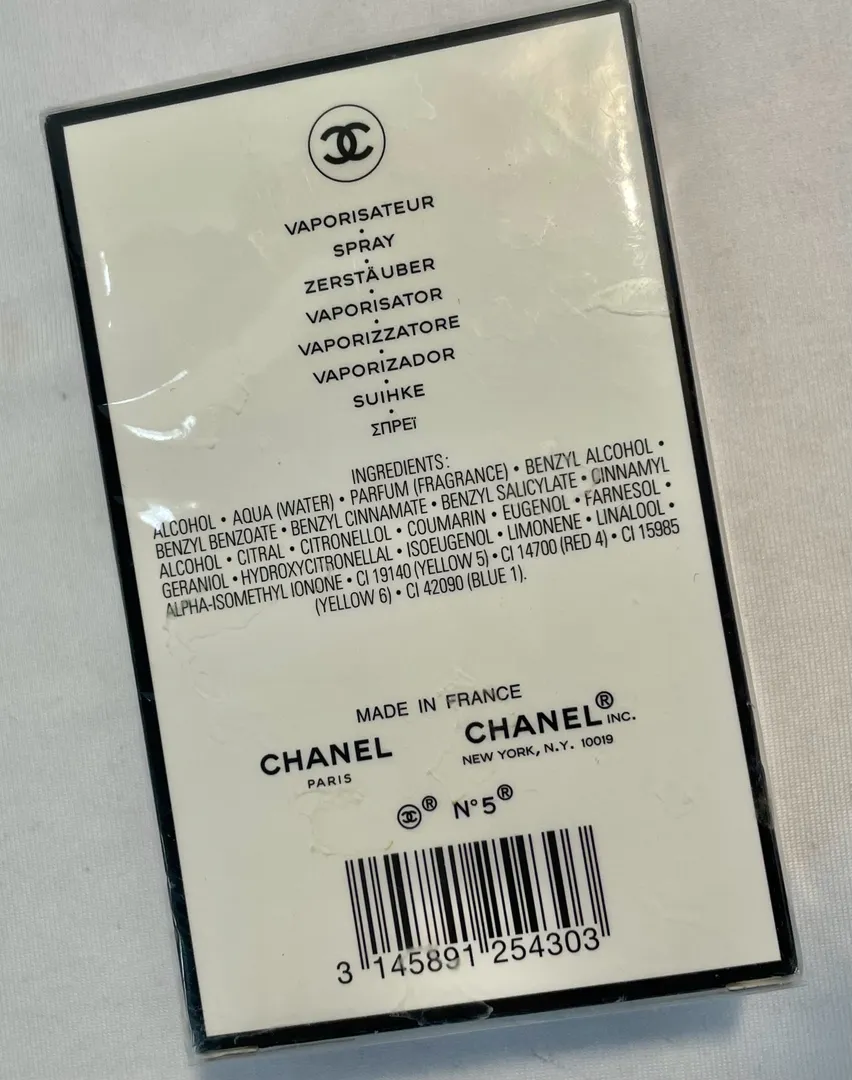 VAPORISATEUR
•
SPRAY
•
ZERSTÄUBER
•
VAPORISATOR
•
VAPORIZZATORE
•
VAPORIZADOR
•
SUIHKE
•
ΣΠΡΕΪ
INGREDIENTS:
ALCOHOL • AQUA (WATER) • PARFUM (FRAGRANCE) • BENZYL ALCOHOL •
BENZYL BENZOATE • BENZYL CINNAMATE • BENZYL SALICYLATE • CINNAMYL
ALCOHOL • CITRAL • CITRONELLOL • COUMARIN • EUGENOL • FARNESOL •
GERANIOL • HYDROXYCITRONELLAL • ISOEUGENOL • LIMONENE • LINALOOL •
ALPHA-ISOMETHYL IONONE • CI 19140 (YELLOW 5) • CI 14700 (RED 4) • CI 15985
(YELLOW 6) • CI 42090 (BLUE 1).
MADE IN FRANCE
CHANEL
PARIS
CHANEL® INC.
NEW YORK, N.Y. 10019
® N°5®
3 145891 254303